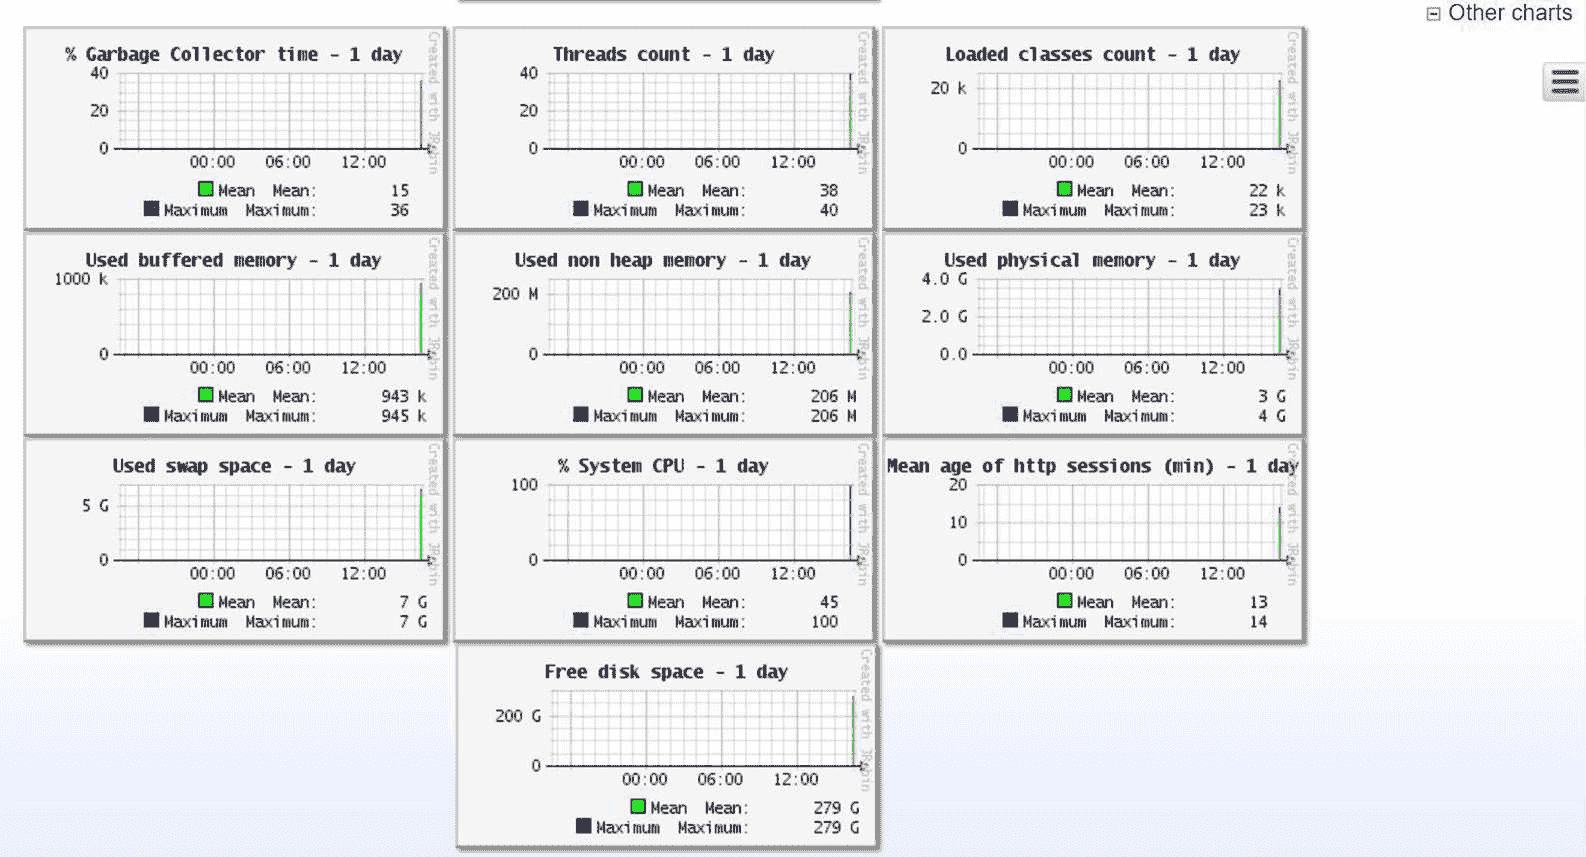 Other charts
% Garbage Collector time - 1 day
40
20
0
00:00 06:00 12:00
Mean Mean: 15
Maximum Maximum: 36
Created with JRobin
Threads count - 1 day
40
20
0
00:00 06:00 12:00
Mean Mean: 38
Maximum Maximum: 40
Created with JRobin
Loaded classes count - 1 day
20 k
0
00:00 06:00 12:00
Mean Mean: 22 k
Maximum Maximum: 23 k
Created with JRobin
Used buffered memory - 1 day
1000 k
0
00:00 06:00 12:00
Mean Mean: 943 k
Maximum Maximum: 945 k
Created with JRobin
Used non heap memory - 1 day
200 M
0
00:00 06:00 12:00
Mean Mean: 206 M
Maximum Maximum: 206 M
Created with JRobin
Used physical memory - 1 day
4.0 G
2.0 G
0.0
00:00 06:00 12:00
Mean Mean: 3 G
Maximum Maximum: 4 G
Created with JRobin
Used swap space - 1 day
5 G
0
00:00 06:00 12:00
Mean Mean: 7 G
Maximum Maximum: 7 G
Created with JRobin
% System CPU - 1 day
100
0
00:00 06:00 12:00
Mean Mean: 45
Maximum Maximum: 100
Created with JRobin
Mean age of http sessions (min) - 1 day
20
10
0
00:00 06:00 12:00
Mean Mean: 13
Maximum Maximum: 14
Created with JRobin
Free disk space - 1 day
200 G
0
00:00 06:00 12:00
Mean Mean: 279 G
Maximum Maximum: 279 G
Created with JRobin